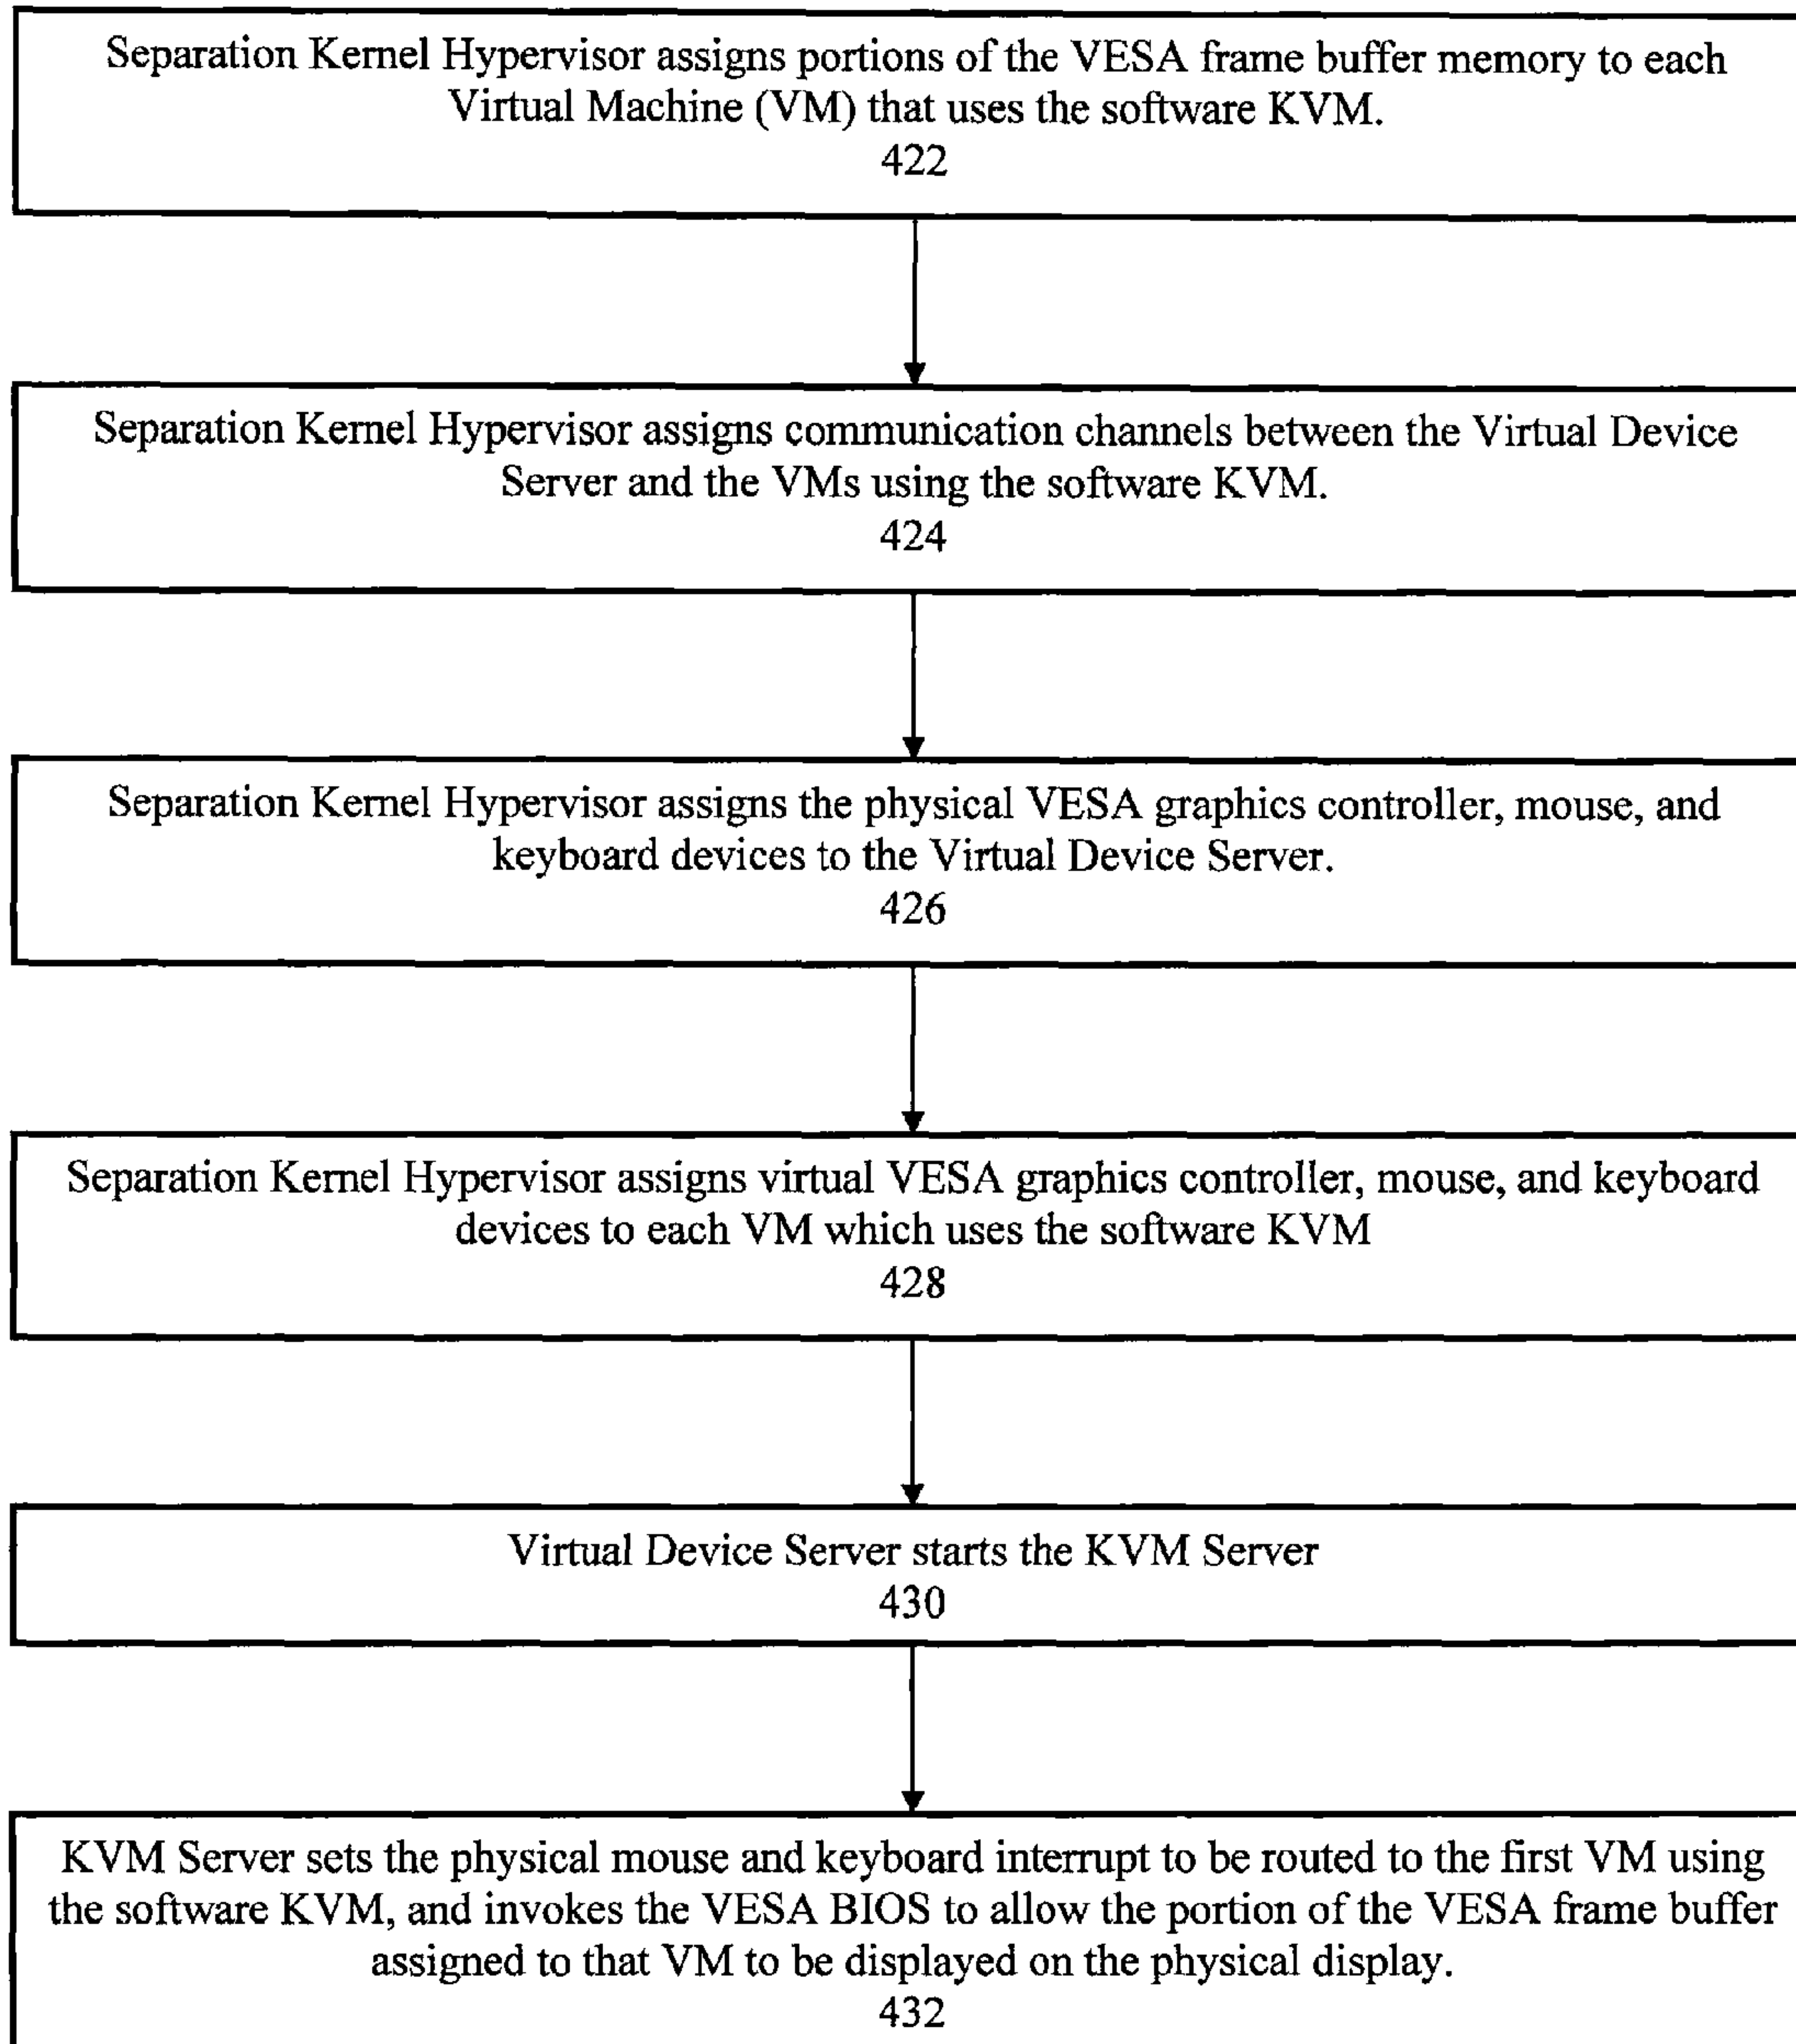 Separation Kernel Hypervisor assigns portions of the VESA frame buffer memory to each
Virtual Machine (VM) that uses the software KVM.
422
Separation Kernel Hypervisor assigns communication channels between the Virtual Device
Server and the VMs using the software KVM.
424
Separation Kernel Hypervisor assigns the physical VESA graphics controller, mouse, and
keyboard devices to the Virtual Device Server.
426
Separation Kernel Hypervisor assigns virtual VESA graphics controller, mouse, and keyboard
devices to each VM which uses the software KVM
428
Virtual Device Server starts the KVM Server
430
KVM Server sets the physical mouse and keyboard interrupt to be routed to the first VM using
the software KVM, and invokes the VESA BIOS to allow the portion of the VESA frame buffer
assigned to that VM to be displayed on the physical display.
432